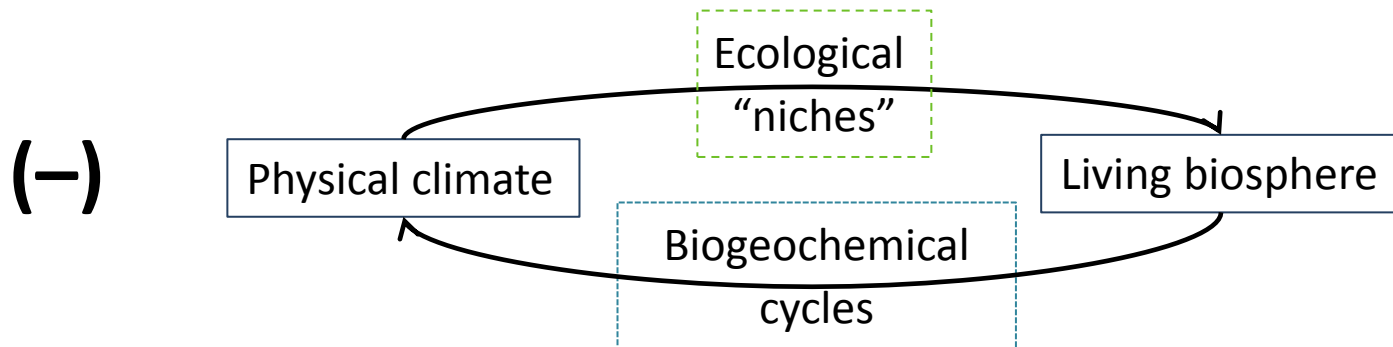 Ecological
“niches”
(−)
Physical climate
Living biosphere
Biogeochemical
cycles